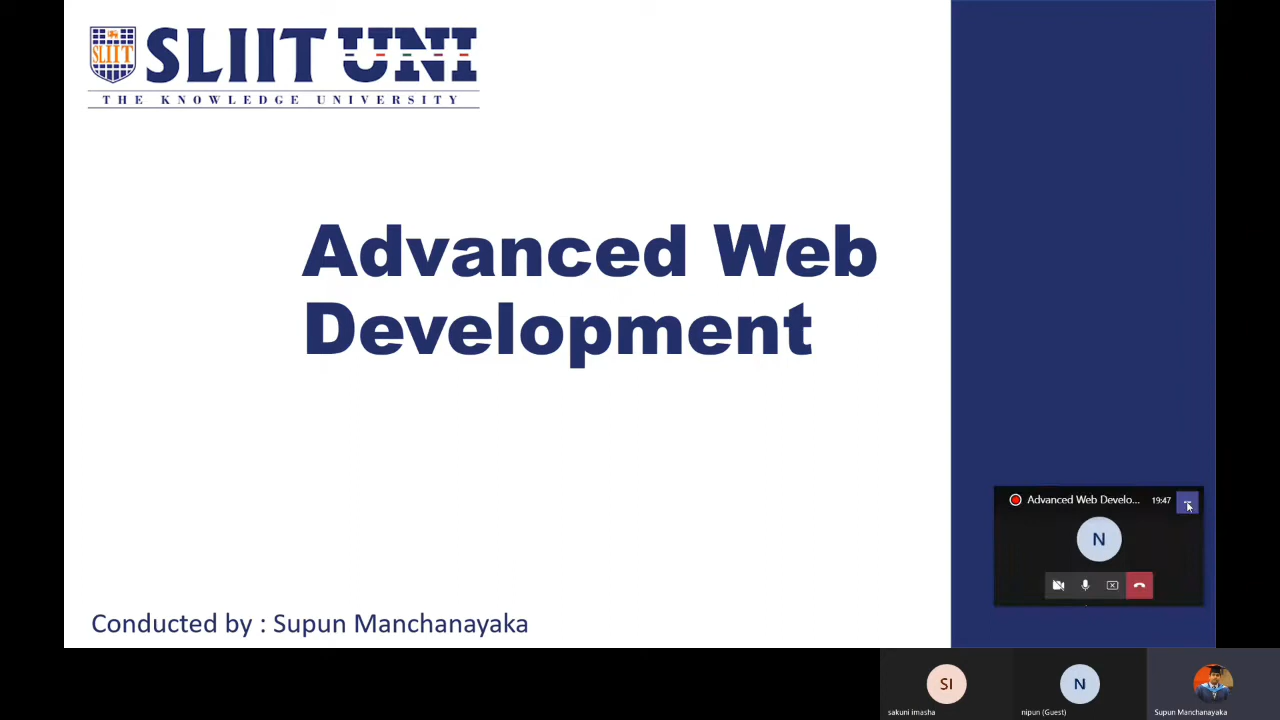 SLIIT
SLIIT UNI
THE KNOWLEDGE UNIVERSITY
Advanced Web
Development
Conducted by : Supun Manchanayaka
Advanced Web Develo... 19:47
N
SI
N
sakuni imasha
nipun (Guest)
Supun Manchanayaka